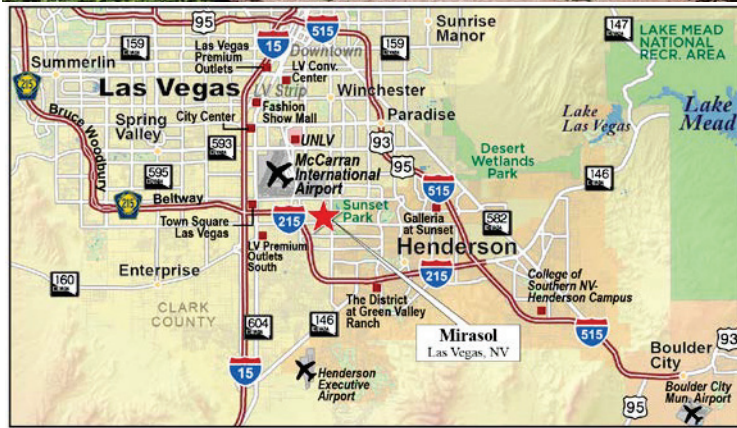 95
515
147
159
15
Las Vegas
Premium
Outlets
Downtown
LV Conv.
Center
159
Sunrise
Manor
LAKE MEAD
NATIONAL
RECR. AREA
Summerlin
Las Vegas
LV Strip
Winchester
215
Bruce Woodbury
Beltway
Spring
Valley
City Center
Fashion
Show Mall
Paradise
Lake
Las Vegas
Lake
Mead
593
UNLV
93
95
McCarran
International
Airport
Desert
Wetlands
Park
146
595
215
515
Town Square
Las Vegas
215
Sunset
Park
Galleria
at Sunset
582
LV Premium
Outlets
South
Henderson
160
Enterprise
215
College of
Southern NV-
Henderson Campus
CLARK
COUNTY
The District
at Green Valley
Ranch
604
146
Mirasol
Las Vegas, NV
515
93
15
Henderson
Executive
Airport
Boulder
City
Boulder City
Mun. Airport
95